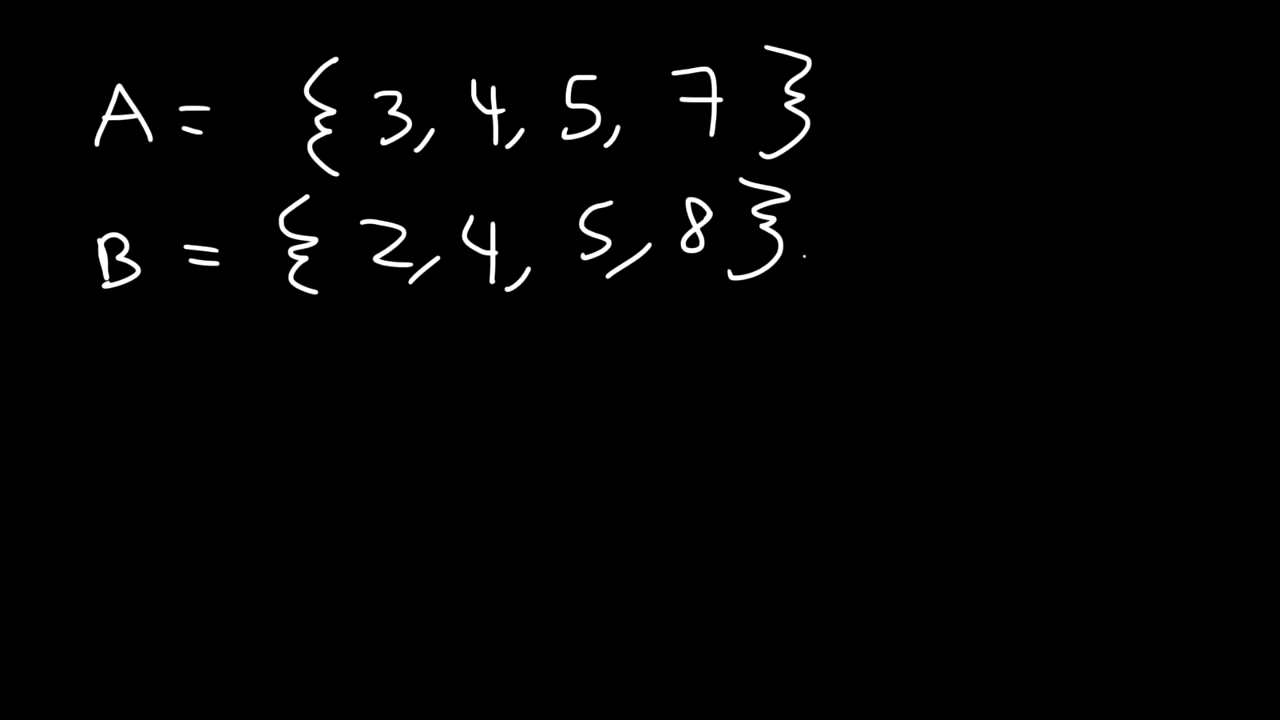 A = { 3, 4, 5, 7 }
B = { 2, 4, 5, 8 }.